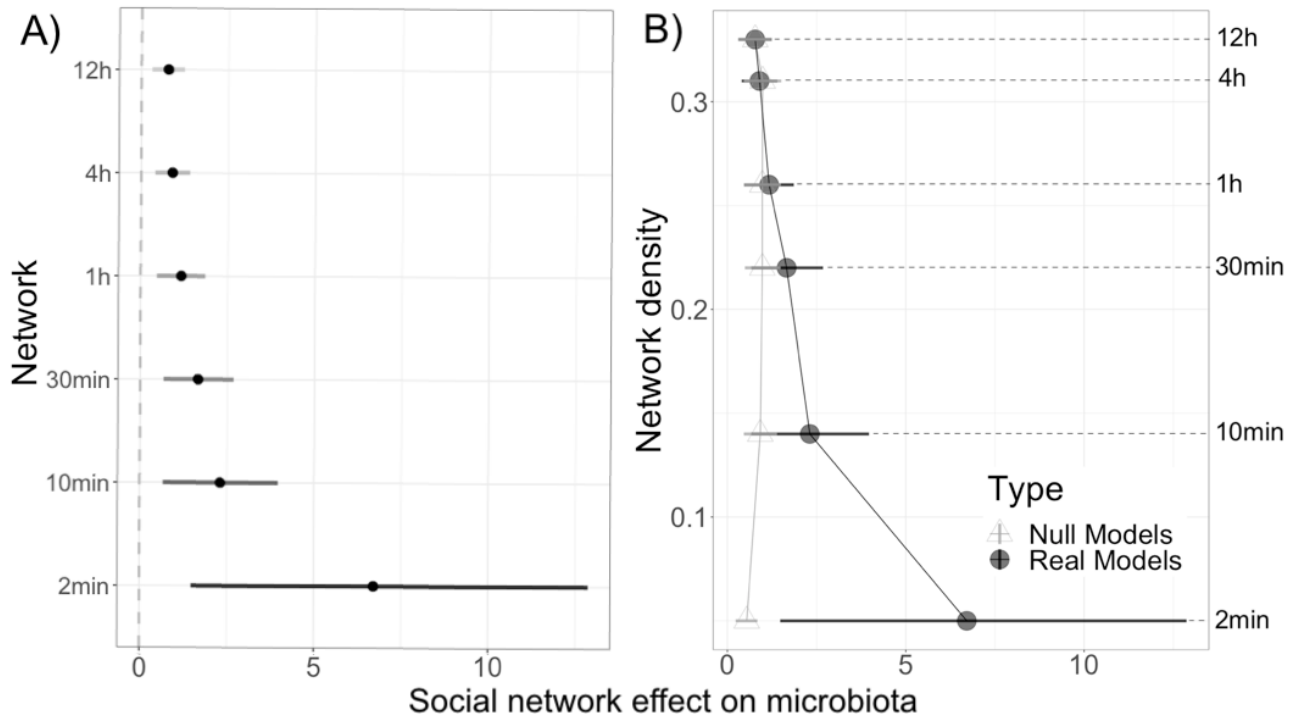 A)
Network
12h
4h
1h
30min
10min
2min
0
5
10
B)
Network density
0.3
0.2
0.1
12h
4h
1h
30min
10min
2min
Type
Null Models
Real Models
0
5
10
Social network effect on microbiota